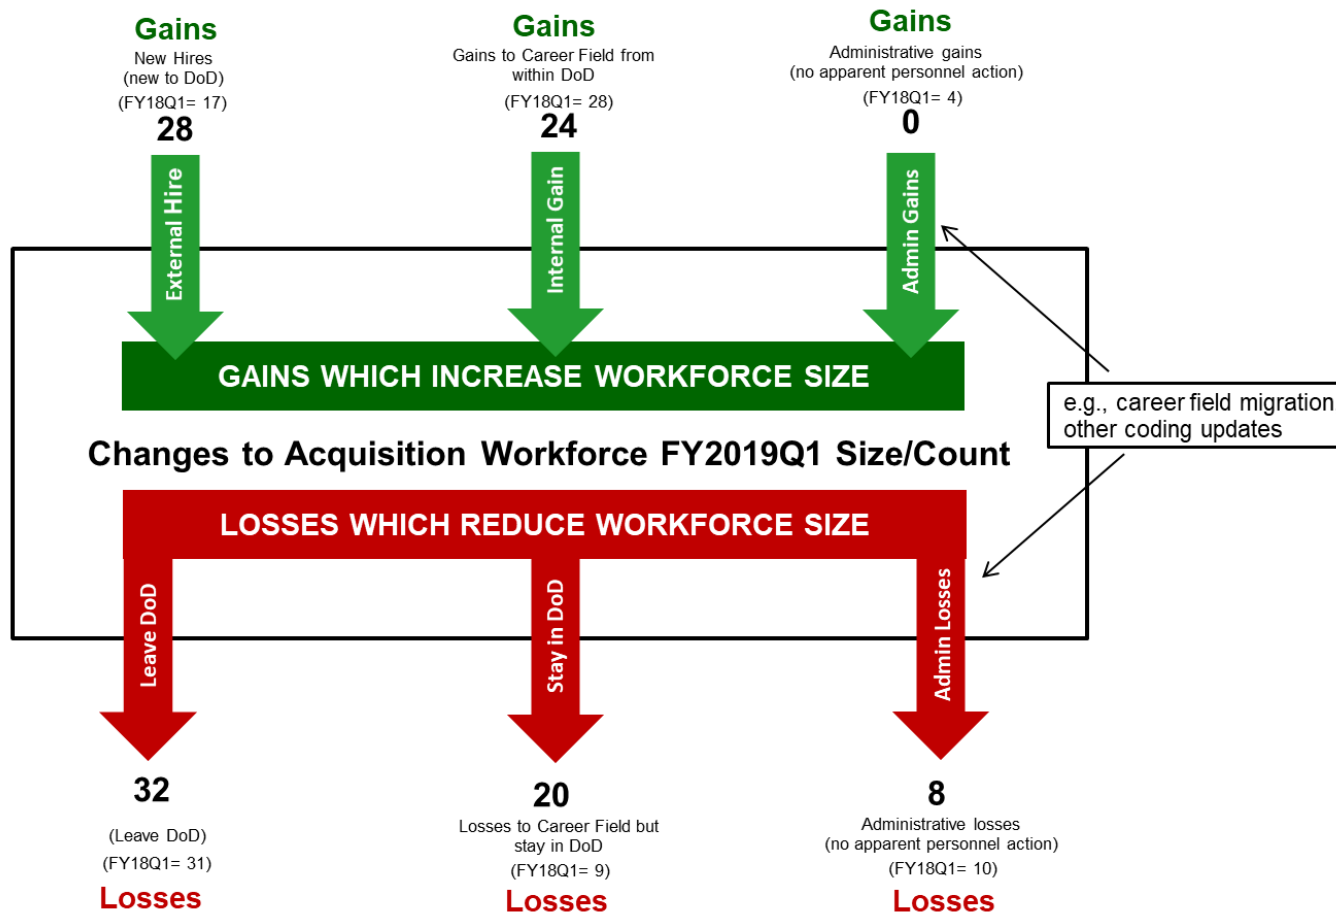 Gains
New Hires
(new to DoD)
(FY18Q1= 17)
28
External Hire
Gains
Gains to Career Field from
within DoD
(FY18Q1= 28)
24
Internal Gain
Gains
Administrative gains
(no apparent personnel action)
(FY18Q1= 4)
0
Admin Gains
GAINS WHICH INCREASE WORKFORCE SIZE
e.g., career field migration
other coding updates
Changes to Acquisition Workforce FY2019Q1 Size/Count
LOSSES WHICH REDUCE WORKFORCE SIZE
Leave DoD
32
(Leave DoD)
(FY18Q1= 31)
Losses
Stay in DoD
20
Losses to Career Field but
stay in DoD
(FY18Q1= 9)
Losses
Admin Losses
8
Administrative losses
(no apparent personnel action)
(FY18Q1= 10)
Losses